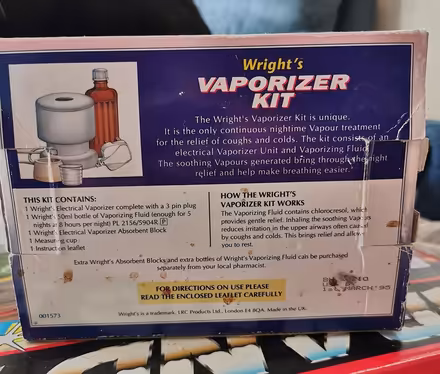 Wright's
VAPORIZER
KIT
The Wright's Vaporizer Kit is unique.
It is the only continuous nighttime Vapour treatment
for the relief of coughs and colds. The kit consists of an
electrical Vaporizer Unit and Vaporizing Fluid.
The soothing Vapours generated bring through the night
relief and help make breathing easier.
THIS KIT CONTAINS:
1 Wright's Electrical Vaporizer complete with a 3 pin plug
1 Wright's 50ml bottle of Vaporizing Fluid (enough for 5
nights at 8 hours per night) PL 2156/5904R P
1 Wright's Electrical Vaporizer Absorbent Block
1 Measuring cup
1 Instruction leaflet
HOW THE WRIGHT'S
VAPORIZER KIT WORKS
The Vaporizing Fluid contains chlorocresol, which
provides gentle relief. Inhaling the soothing Vapours
reduces irritation in the upper airways often caused
by coughs and colds. This brings relief and
you to rest.
Extra Wright's Absorbent Blocks and extra bottles of Wright's Vaporizing Fluid can be purchased
separately from your local pharmacist.
FOR DIRECTIONS ON USE PLEASE
READ THE ENCLOSED LEAFLET CAREFULLY
MARCH 98
001573
Wright's is a trademark. LRC Products Ltd., London E4 8QA. Made in the UK.